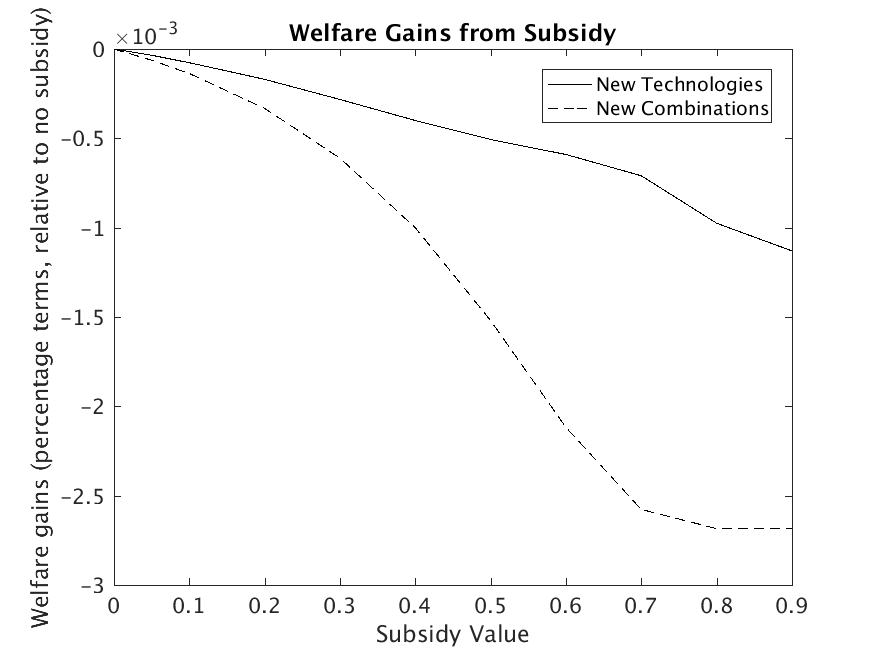 Welfare Gains from Subsidy
×10⁻³
Welfare gains (percentage terms, relative to no subsidy)
0
-0.5
-1
-1.5
-2
-2.5
-3
New Technologies
New Combinations
0 0.1 0.2 0.3 0.4 0.5 0.6 0.7 0.8 0.9
Subsidy Value